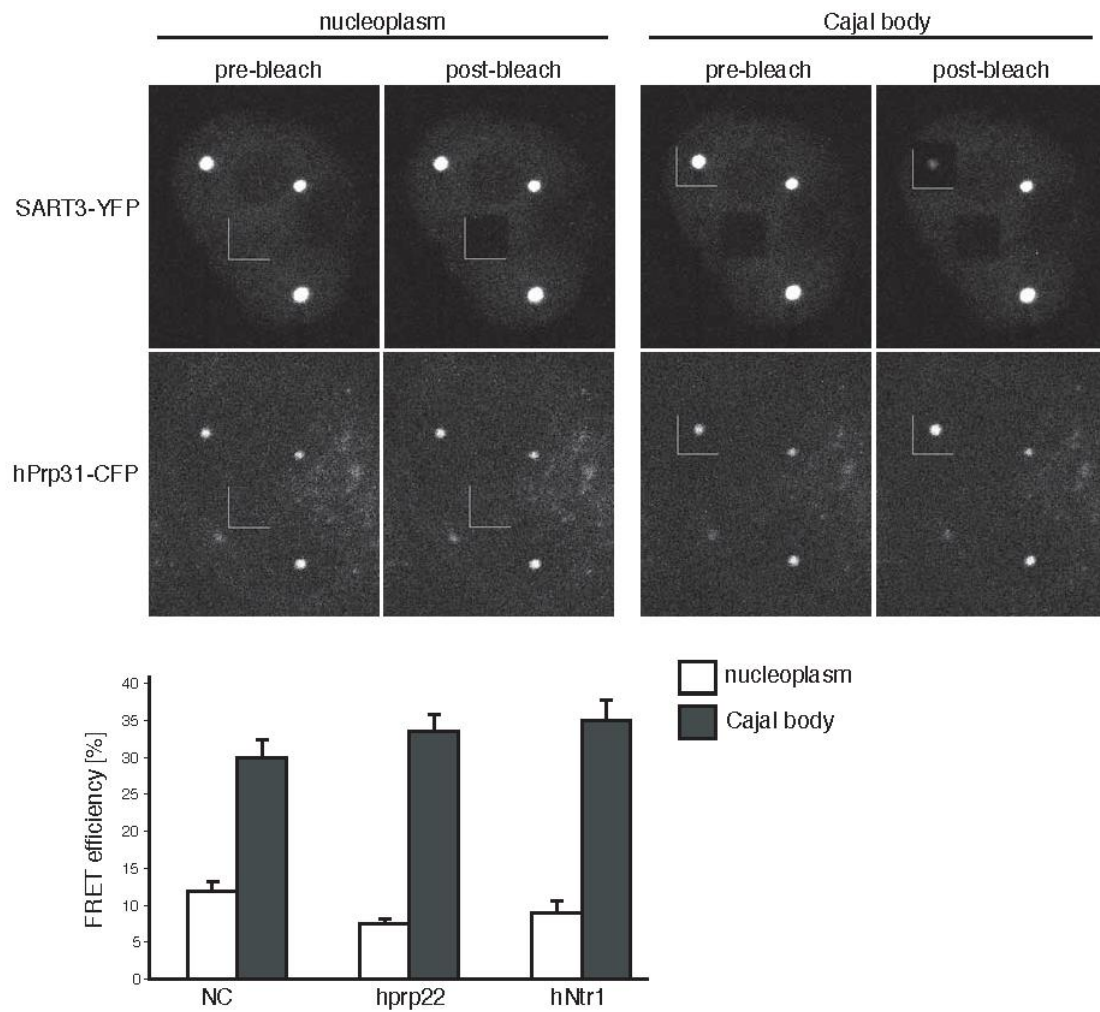 nucleoplasm Cajal body
pre-bleach post-bleach pre-bleach post-bleach
SART3-YFP
hPrp31-CFP
nucleoplasm
Cajal body
FRET efficiency [%]
40
35
30
25
20
15
10
5
0
NC hprp22 hNtr1